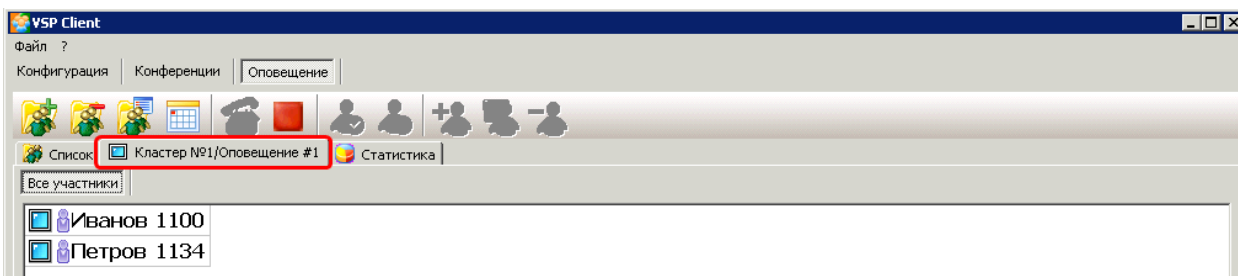 VSP Client
Файл ?
Конфигурация Конференции Оповещение
Список Кластер №1/Оповещение #1 Статистика
Все участники
Иванов 1100
Петров 1134